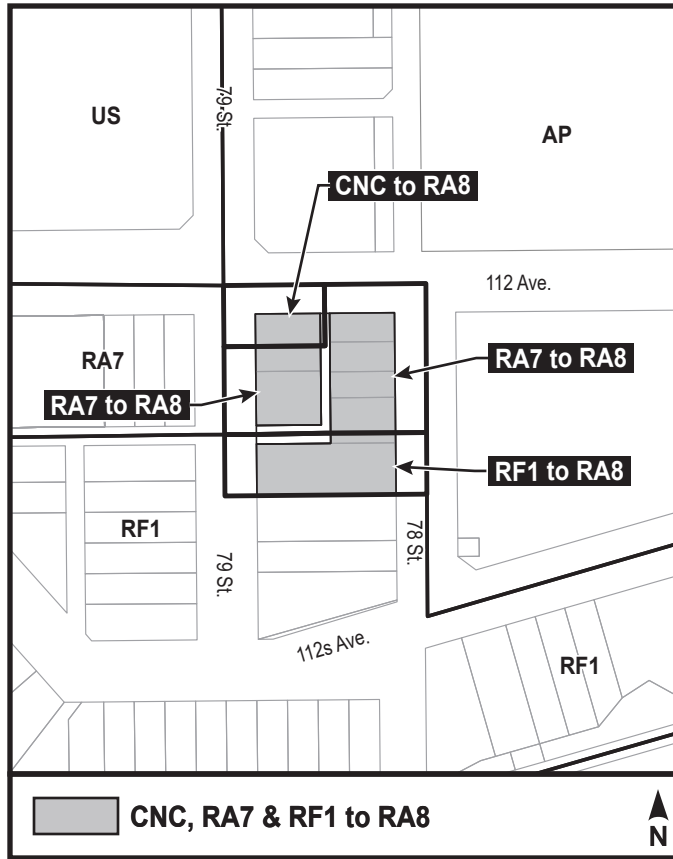 79 St.
US
AP
CNC to RA8
112 Ave.
RA7
RA7 to RA8
RA7 to RA8
RF1 to RA8
RF1
79 St.
78 St.
112s Ave.
RF1
CNC, RA7 & RF1 to RA8
N